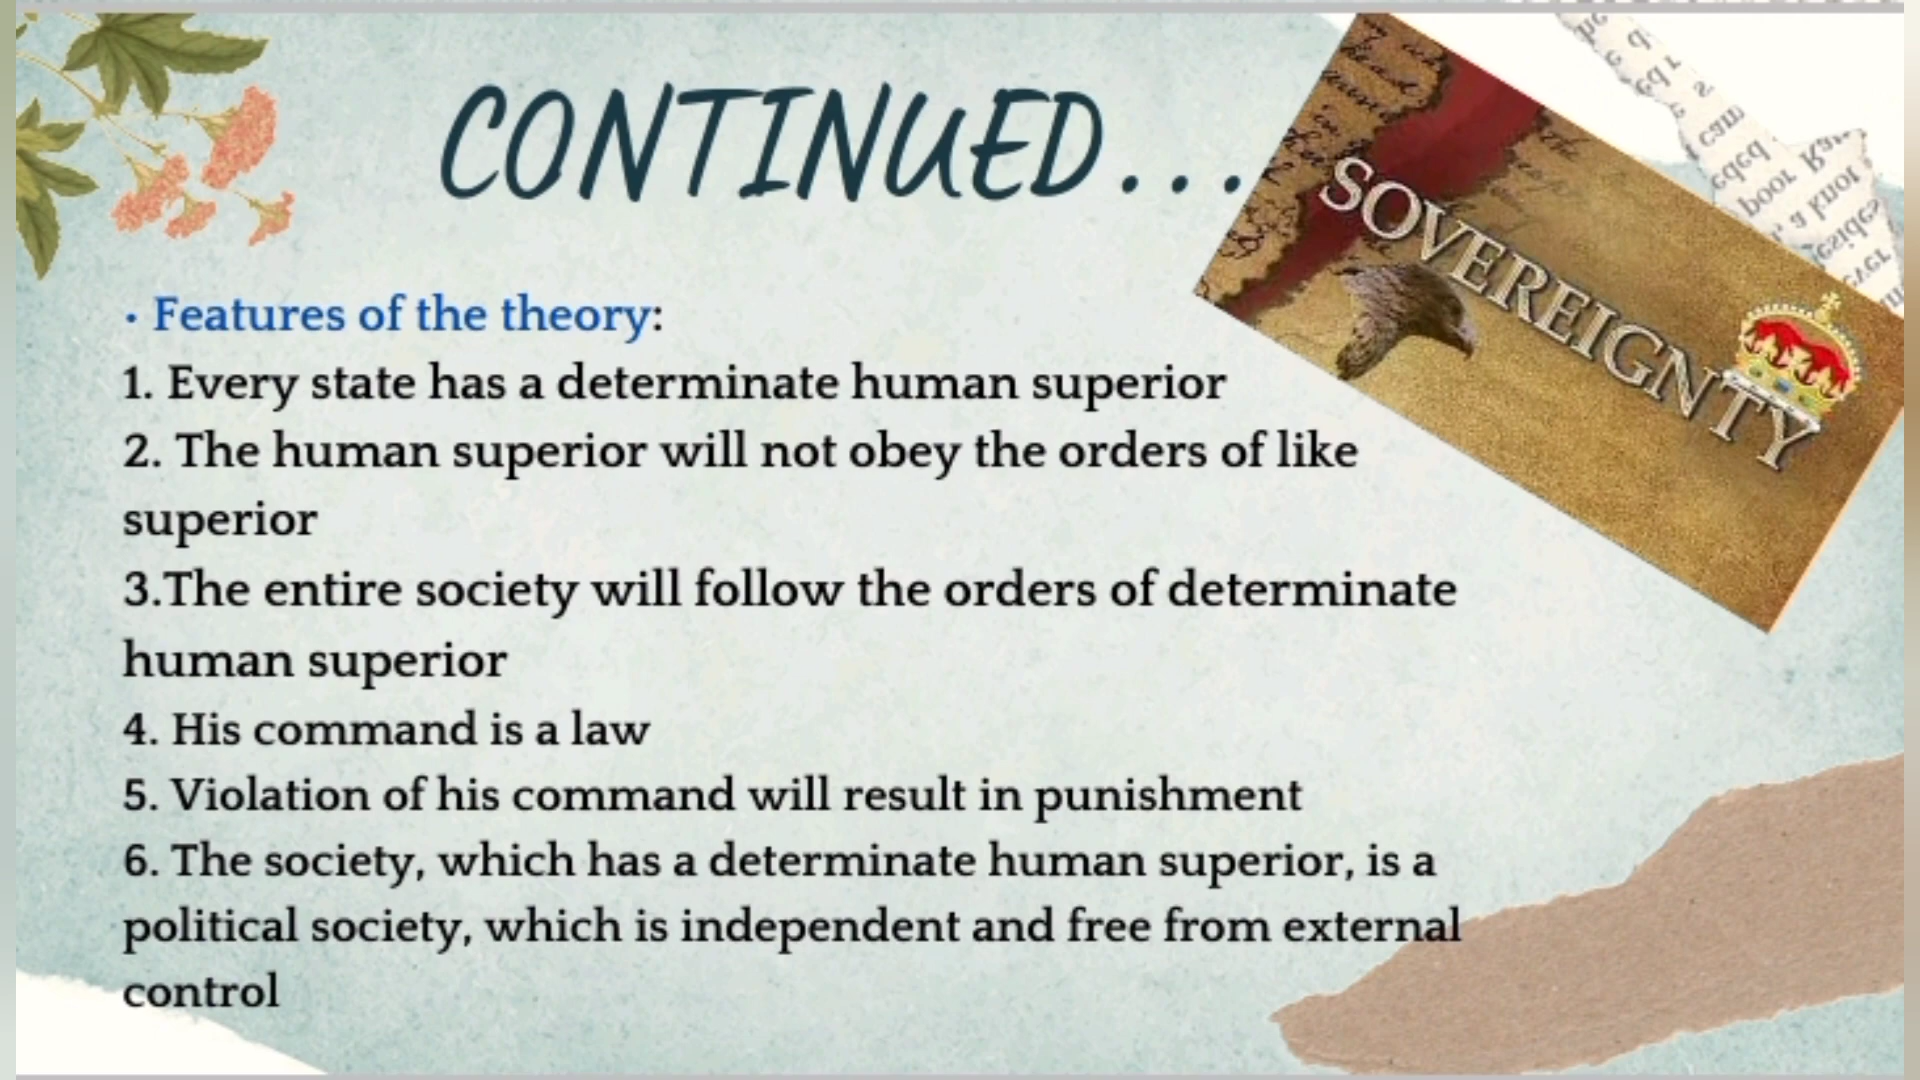 CONTINUED...
SOVEREIGNTY
• Features of the theory:
1. Every state has a determinate human superior
2. The human superior will not obey the orders of like
superior
3.The entire society will follow the orders of determinate
human superior
4. His command is a law
5. Violation of his command will result in punishment
6. The society, which has a determinate human superior, is a
political society, which is independent and free from external
control